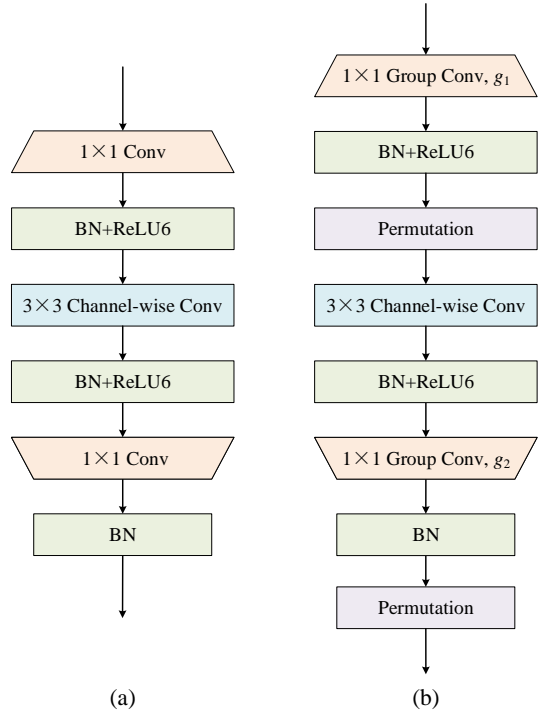 1×1 Conv
BN+ReLU6
3×3 Channel-wise Conv
BN+ReLU6
1×1 Conv
BN
(a)
1×1 Group Conv, g₁
BN+ReLU6
Permutation
3×3 Channel-wise Conv
BN+ReLU6
1×1 Group Conv, g₂
BN
Permutation
(b)